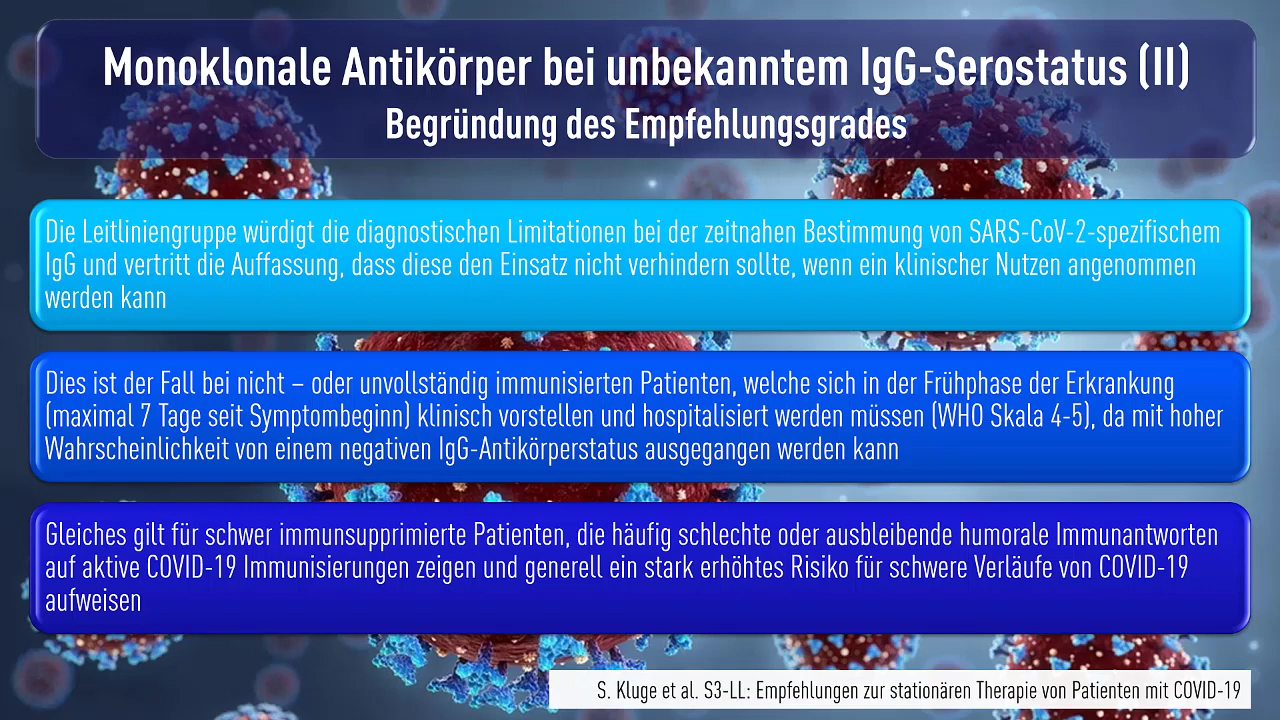 Monoklonale Antikörper bei unbekanntem IgG-Serostatus (II)
Begründung des Empfehlungsgrades
Die Leitliniengruppe würdigt die diagnostischen Limitationen bei der zeitnahen Bestimmung von SARS-CoV-2-spezifischem
IgG und vertritt die Auffassung, dass diese den Einsatz nicht verhindern sollte, wenn ein klinischer Nutzen angenommen
werden kann
Dies ist der Fall bei nicht – oder unvollständig immunisierten Patienten, welche sich in der Frühphase der Erkrankung
(maximal 7 Tage seit Symptombeginn) klinisch vorstellen und hospitalisiert werden müssen (WHO Skala 4-5), da mit hoher
Wahrscheinlichkeit von einem negativen IgG-Antikörperstatus ausgegangen werden kann
Gleiches gilt für schwer immunsupprimierte Patienten, die häufig schlechte oder ausbleibende humorale Immunantworten
auf aktive COVID-19 Immunisierungen zeigen und generell ein stark erhöhtes Risiko für schwere Verläufe von COVID-19
aufweisen
S. Kluge et al. S3-LL: Empfehlungen zur stationären Therapie von Patienten mit COVID-19